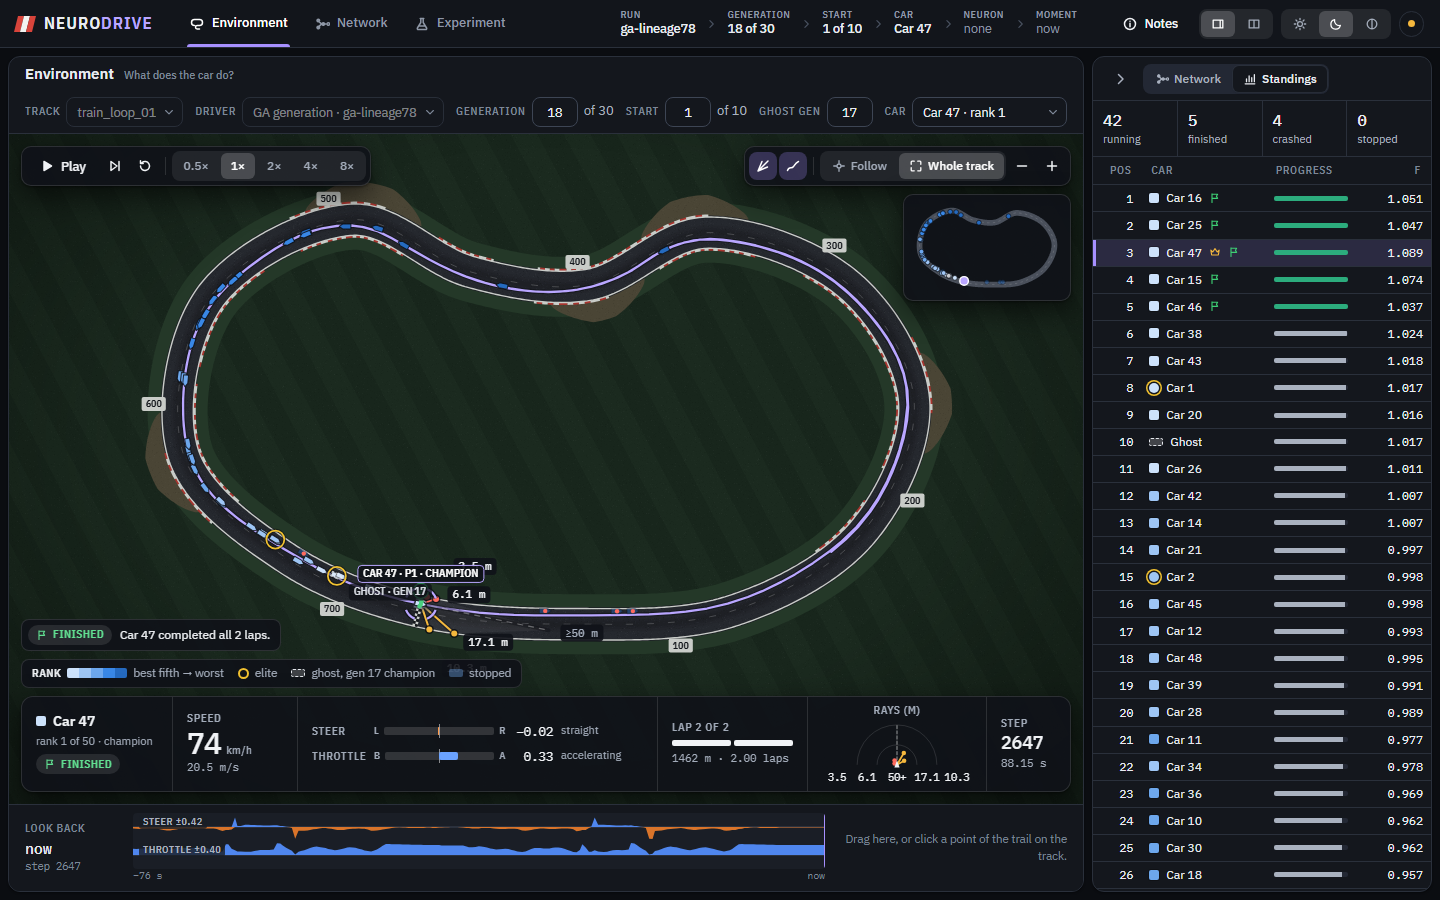 NEURODRIVE
Environment
Network
Experiment
RUN
ga-lineage78
GENERATION
18 of 30
START
1 of 10
CAR
Car 47
NEURON
none
MOMENT
now
Notes
Environment What does the car do?
TRACK train_loop_01 DRIVER GA generation · ga-lineage78 GENERATION 18 of 30 START 1 of 10 GHOST GEN 17 CAR Car 47 · rank 1
Play 0.5× 1× 2× 4× 8×
Follow Whole track
500
400
300
600
200
700
100
CAR 47 · P1 · CHAMPION
GHOST · GEN 17
6.1 m
17.1 m
≥50 m
FINISHED Car 47 completed all 2 laps.
RANK best fifth → worst elite ghost, gen 17 champion stopped
Car 47
rank 1 of 50 · champion
FINISHED
SPEED
74 km/h
20.5 m/s
STEER L R −0.02 straight
THROTTLE B A 0.33 accelerating
LAP 2 OF 2
1462 m · 2.00 laps
RAYS (M)
3.5 6.1 50+ 17.1 10.3
STEP
2647
88.15 s
LOOK BACK
now
step 2647
STEER ±0.42
THROTTLE ±0.40
−76 s
now
Drag here, or click a point of the trail on the
track.
Network Standings
42
running
5
finished
4
crashed
0
stopped
POS CAR PROGRESS F
1 Car 16 1.051
2 Car 25 1.047
3 Car 47 1.089
4 Car 15 1.074
5 Car 46 1.037
6 Car 38 1.024
7 Car 43 1.018
8 Car 1 1.017
9 Car 20 1.016
10 Ghost 1.017
11 Car 26 1.011
12 Car 42 1.007
13 Car 14 1.007
14 Car 21 0.997
15 Car 2 0.998
16 Car 45 0.998
17 Car 12 0.993
18 Car 48 0.995
19 Car 39 0.991
20 Car 28 0.989
21 Car 11 0.977
22 Car 34 0.978
23 Car 36 0.969
24 Car 10 0.962
25 Car 30 0.962
26 Car 18 0.957